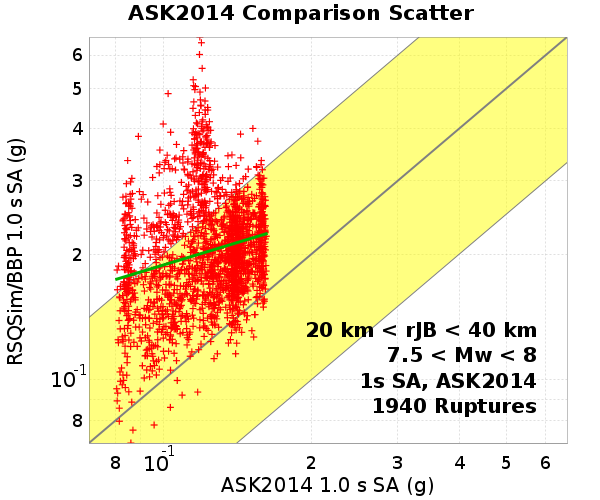 ASK2014 Comparison Scatter
RSQSim/BBP 1.0 s SA (g)
6
5
4
3
2
10-1
8
20 km < rJB < 40 km
7.5 < Mw < 8
1s SA, ASK2014
1940 Ruptures
8 10-1 2 3 4 5 6
ASK2014 1.0 s SA (g)